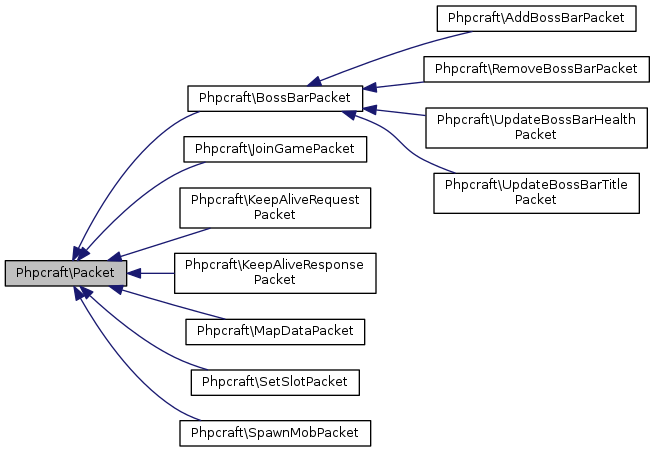 Phpcraft\AddBossBarPacket
Phpcraft\RemoveBossBarPacket
Phpcraft\BossBarPacket
Phpcraft\UpdateBossBarHealth
Packet
Phpcraft\JoinGamePacket
Phpcraft\UpdateBossBarTitle
Packet
Phpcraft\KeepAliveRequest
Packet
Phpcraft\Packet
Phpcraft\KeepAliveResponse
Packet
Phpcraft\MapDataPacket
Phpcraft\SetSlotPacket
Phpcraft\SpawnMobPacket